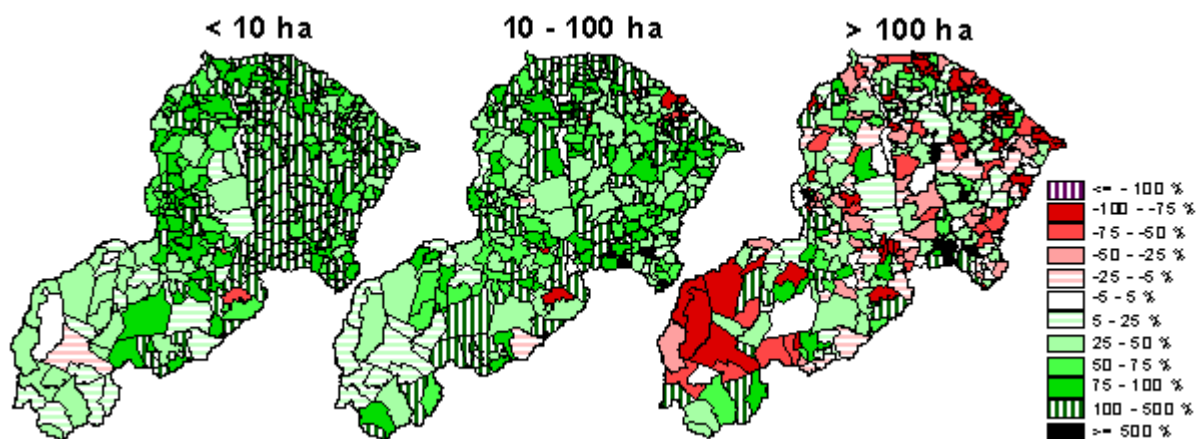 < 10 ha
10 - 100 ha
> 100 ha
<= - 100 %
-100 - -75 %
-75 - -50 %
-50 - -25 %
-25 - -5 %
-5 - 5 %
5 - 25 %
25 - 50 %
50 - 75 %
75 - 100 %
100 - 500 %
>= 500 %